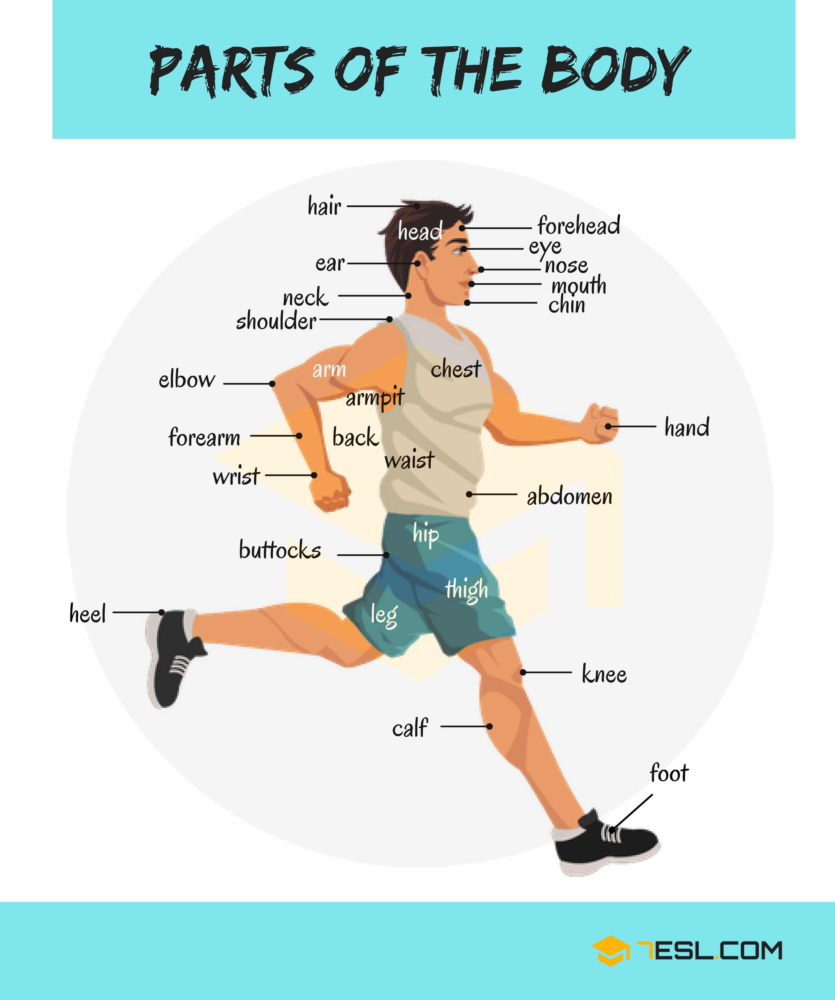 PARTS OF THE BODY
hair
head
forehead
eye
ear
nose
mouth
neck
chin
shoulder
arm
chest
elbow
armpit
hand
forearm
back
waist
wrist
abdomen
hip
buttocks
thigh
leg
heel
knee
calf
foot
7ESL.COM